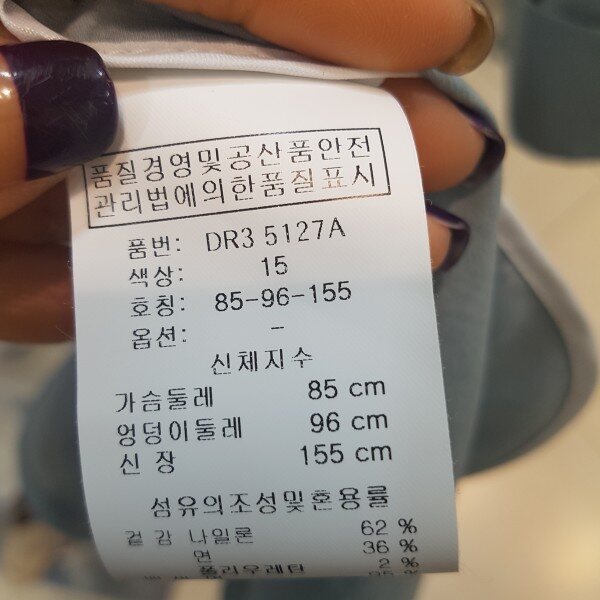 품질경영및공산품안전
관리법에의한품질표시
품번: DR3 5127A
색상: 15
호칭: 85-96-155
옵션: -
신체지수
가슴둘레 85 cm
엉덩이둘레 96 cm
신 장 155 cm
섬유의조성및혼용률
겉감 나일론 62 %
면 36 %
폴리우레탄 2 %